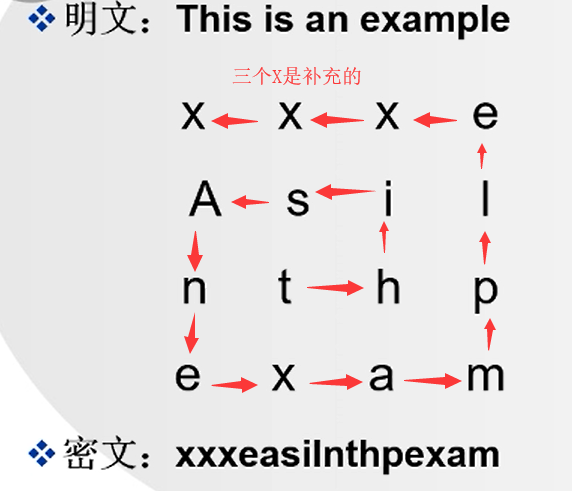 明文：This is an example
三个X是补充的
x x x e
A s i l
n t h p
e x a m
密文：xxxeasilnthpexam